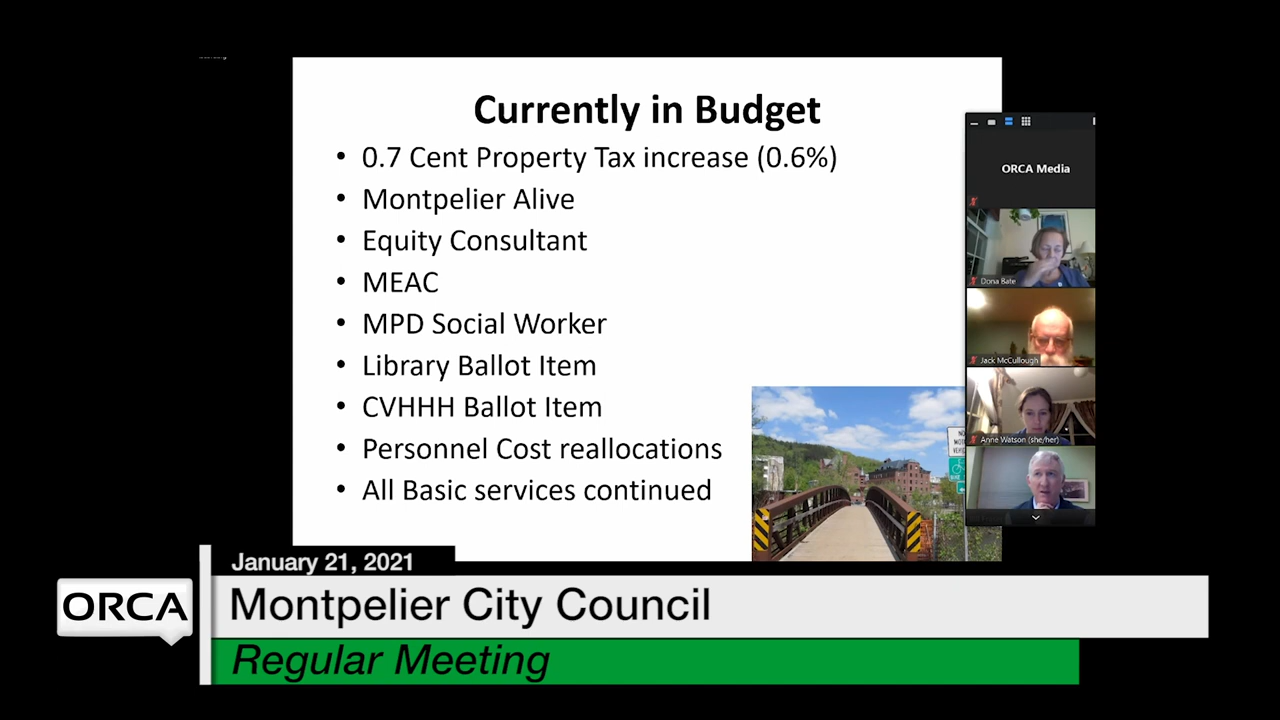 Currently in Budget
• 0.7 Cent Property Tax increase (0.6%)
• Montpelier Alive
• Equity Consultant
• MEAC
• MPD Social Worker
• Library Ballot Item
• CVHHH Ballot Item
• Personnel Cost reallocations
• All Basic services continued
ORCA Media
Dona Bate
Jack McCullough
Anne Watson (she/her)
January 21, 2021
ORCA
Montpelier City Council
Regular Meeting